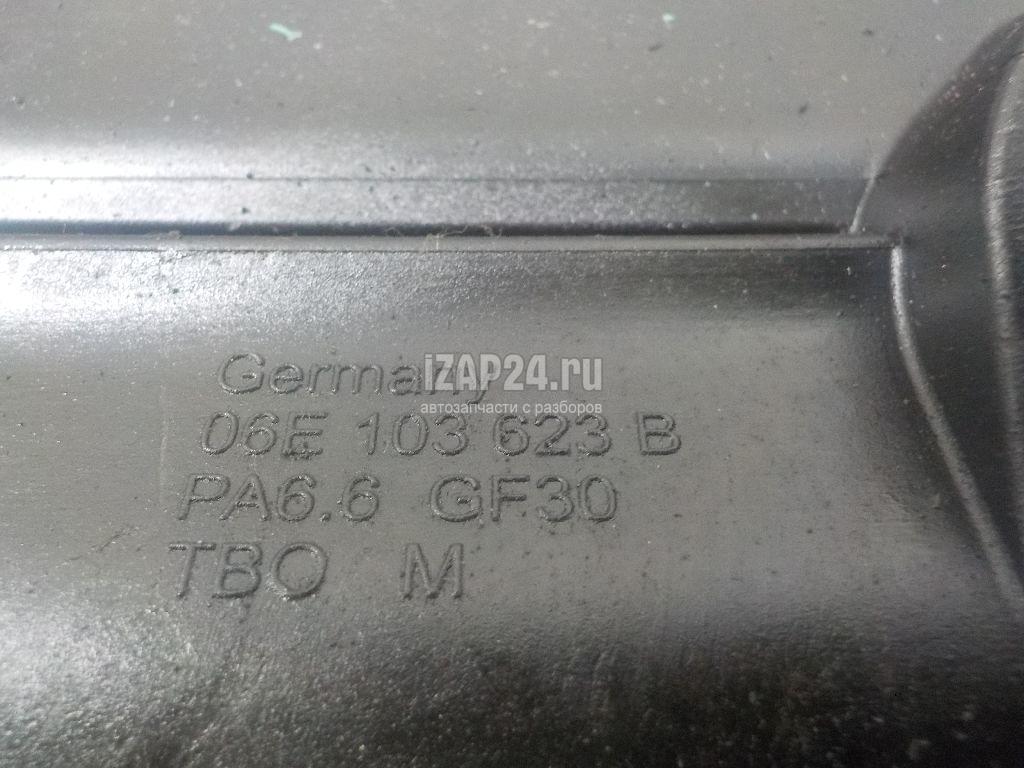 Germany
iZAP24.ru
автозапчасти с разборов
06E 103 623 B
PA6.6 GF30
TBO M